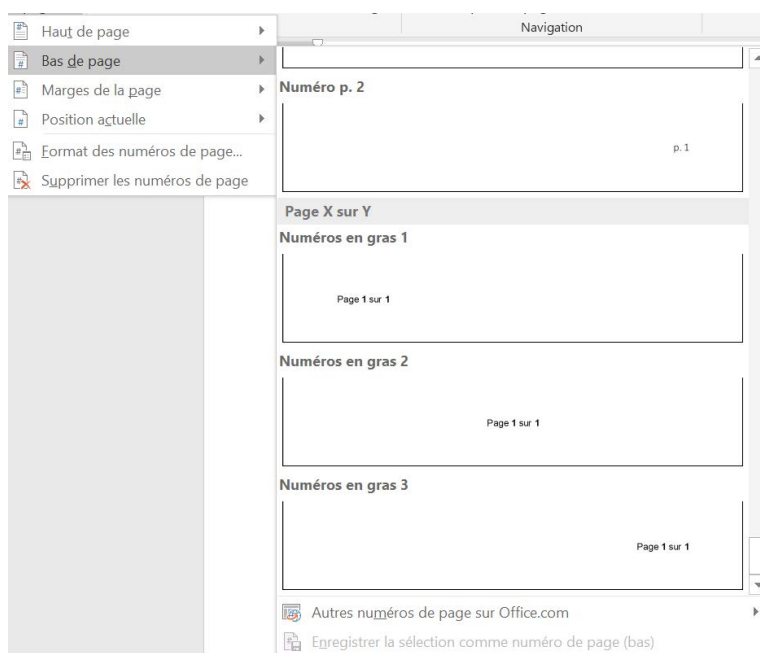 Navigation
Haut de page
Bas de page
Marges de la page
Position actuelle
Format des numéros de page...
Supprimer les numéros de page
Numéro p. 2
p. 1
Page X sur Y
Numéros en gras 1
Page 1 sur 1
Numéros en gras 2
Page 1 sur 1
Numéros en gras 3
Page 1 sur 1
Autres numéros de page sur Office.com
Enregistrer la sélection comme numéro de page (bas)